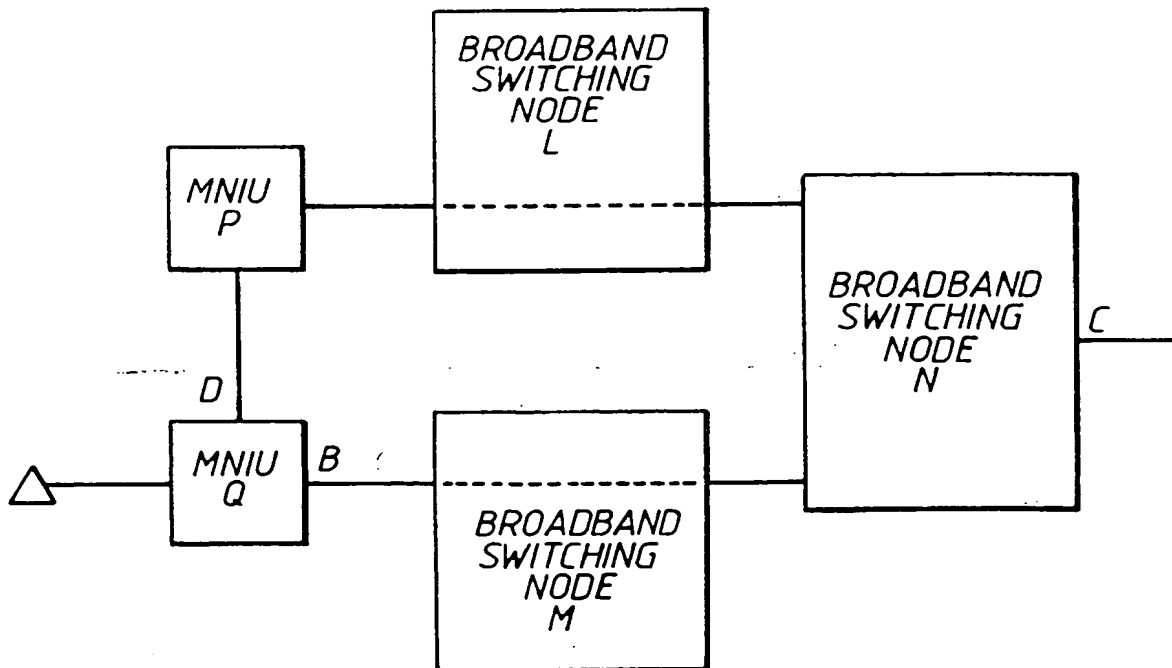 BROADBAND
SWITCHING
NODE
L
MNIU
P
BROADBAND
SWITCHING
NODE
N
C
D
MNIU
Q
B
BROADBAND
SWITCHING
NODE
M